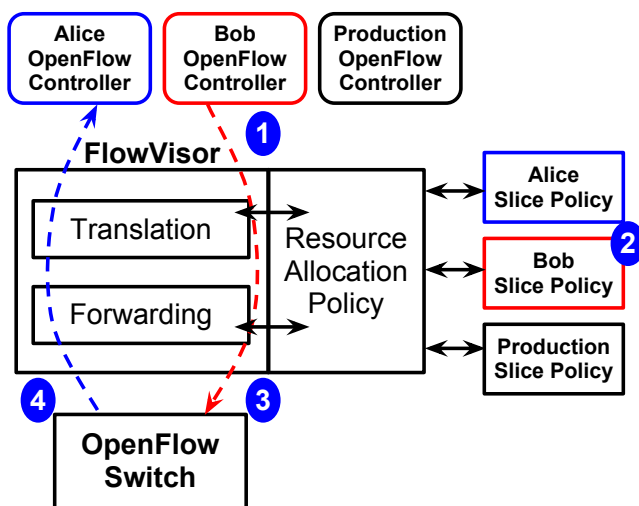 Alice
OpenFlow
Controller
Bob
OpenFlow
Controller
Production
OpenFlow
Controller
1
FlowVisor
Translation
Forwarding
Resource
Allocation
Policy
Alice
Slice Policy
2
Bob
Slice Policy
Production
Slice Policy
4
3
OpenFlow
Switch